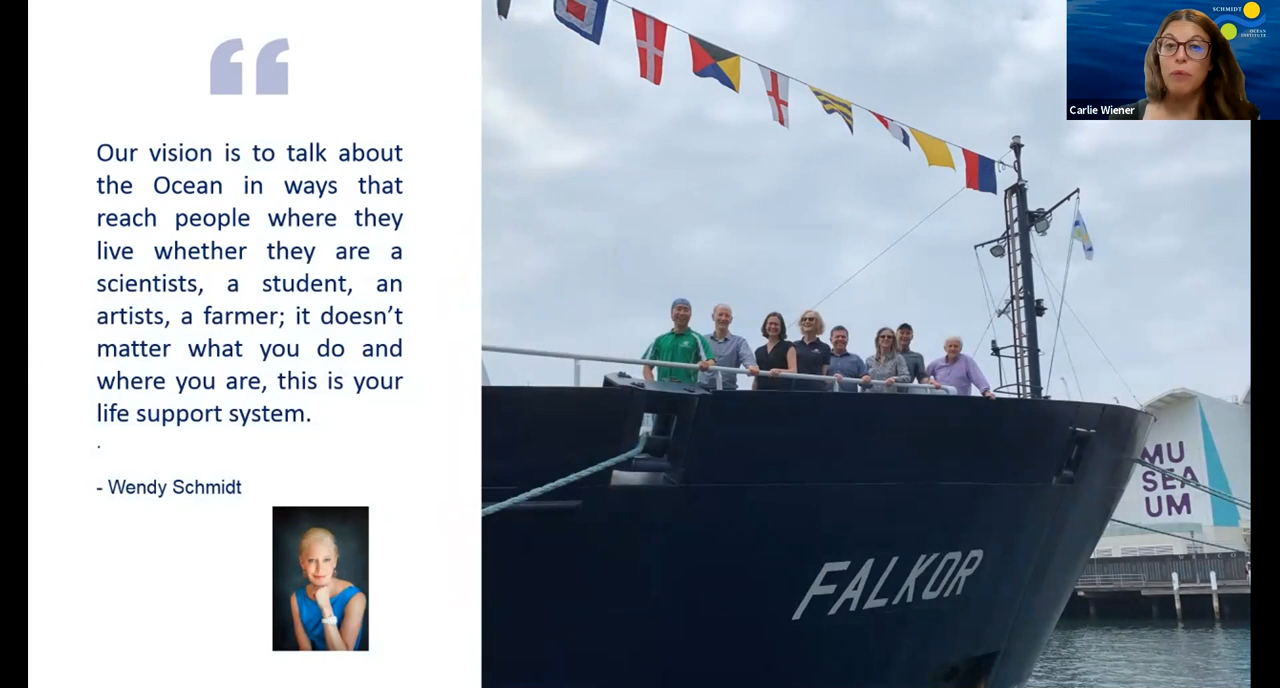 SCHMIDT
OCEAN
INSTITUTE
Carlie Wiener
Our vision is to talk about
the Ocean in ways that
reach people where they
live whether they are a
scientists, a student, an
artists, a farmer; it doesn’t
matter what you do and
where you are, this is your
life support system.
.
- Wendy Schmidt
MU
SEA
UM
FALKOR